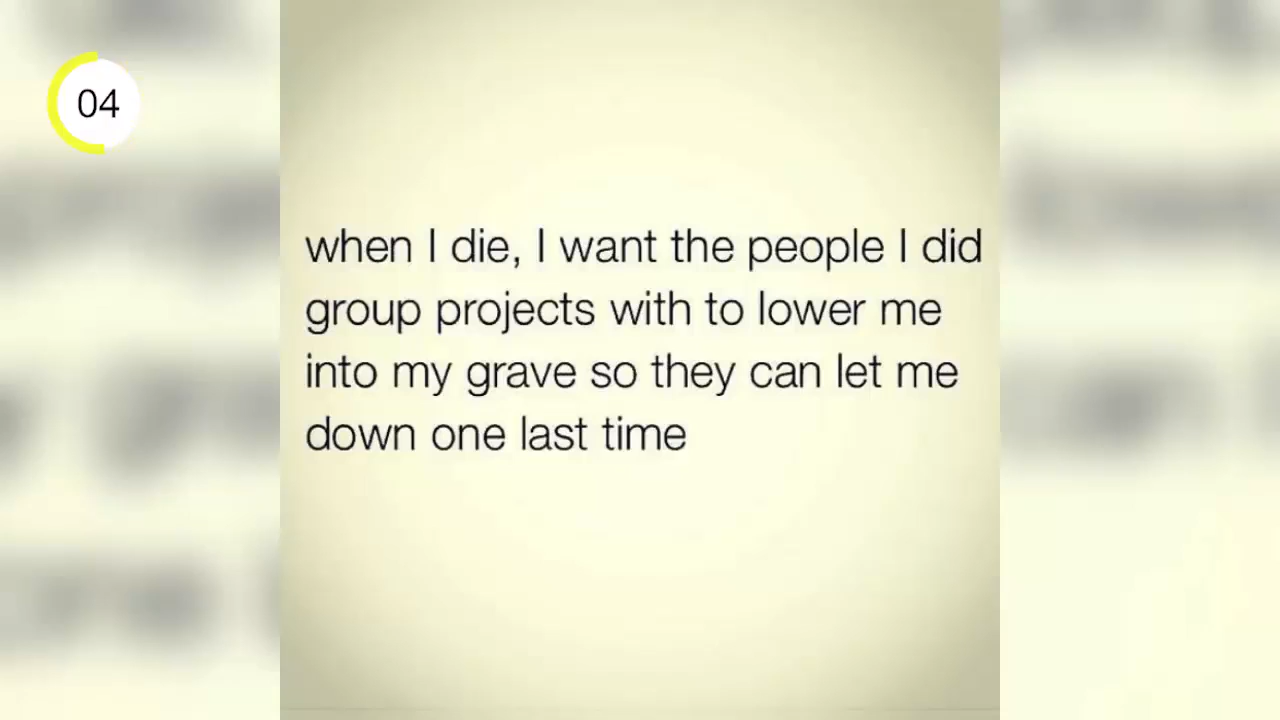 04
when I die, I want the people I did
group projects with to lower me
into my grave so they can let me
down one last time